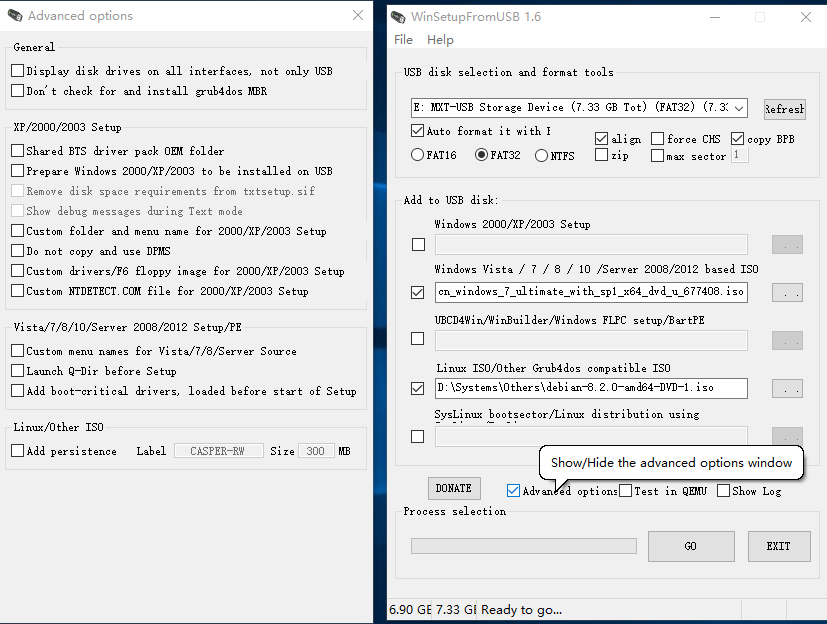 Advanced options
General
Display disk drives on all interfaces, not only USB
Don't check for and install grub4dos MBR
XP/2000/2003 Setup
Shared BTS driver pack OEM folder
Prepare Windows 2000/XP/2003 to be installed on USB
Remove disk space requirements from txtsetup.sif
Show debug messages during Text mode
Custom folder and menu name for 2000/XP/2003 Setup
Do not copy and use DPMS
Custom drivers/F6 floppy image for 2000/XP/2003 Setup
Custom NTDETECT.COM file for 2000/XP/2003 Setup
Vista/7/8/10/Server 2008/2012 Setup/PE
Custom menu names for Vista/7/8/Server Source
Launch Q-Dir before Setup
Add boot-critical drivers, loaded before start of Setup
Linux/Other ISO
Add persistence Label CASPER-RW Size 300 MB
WinSetupFromUSB 1.6
File Help
USB disk selection and format tools
E: MXT-USB Storage Device (7.33 GB Tot) (FAT32) (7.33 Refresh
Auto format it with F
align force CHS copy BPB
FAT16 FAT32 NTFS zip max sector 1
Add to USB disk:
Windows 2000/XP/2003 Setup
. .
Windows Vista / 7 / 8 / 10 /Server 2008/2012 based ISO
cn_windows_7_ultimate_with_sp1_x64_dvd_u_677408.iso . .
UBCD4Win/WinBuilder/Windows FLPC setup/BartPE
. .
Linux ISO/Other Grub4dos compatible ISO
D:\Systems\Others\debian-8.2.0-amd64-DVD-1.iso . .
SysLinux bootsector/Linux distribution using
. .
Show/Hide the advanced options window
DONATE Advanced options Test in QEMU Show Log
Process selection
GO EXIT
6.90 GB 7.33 GB Ready to go...